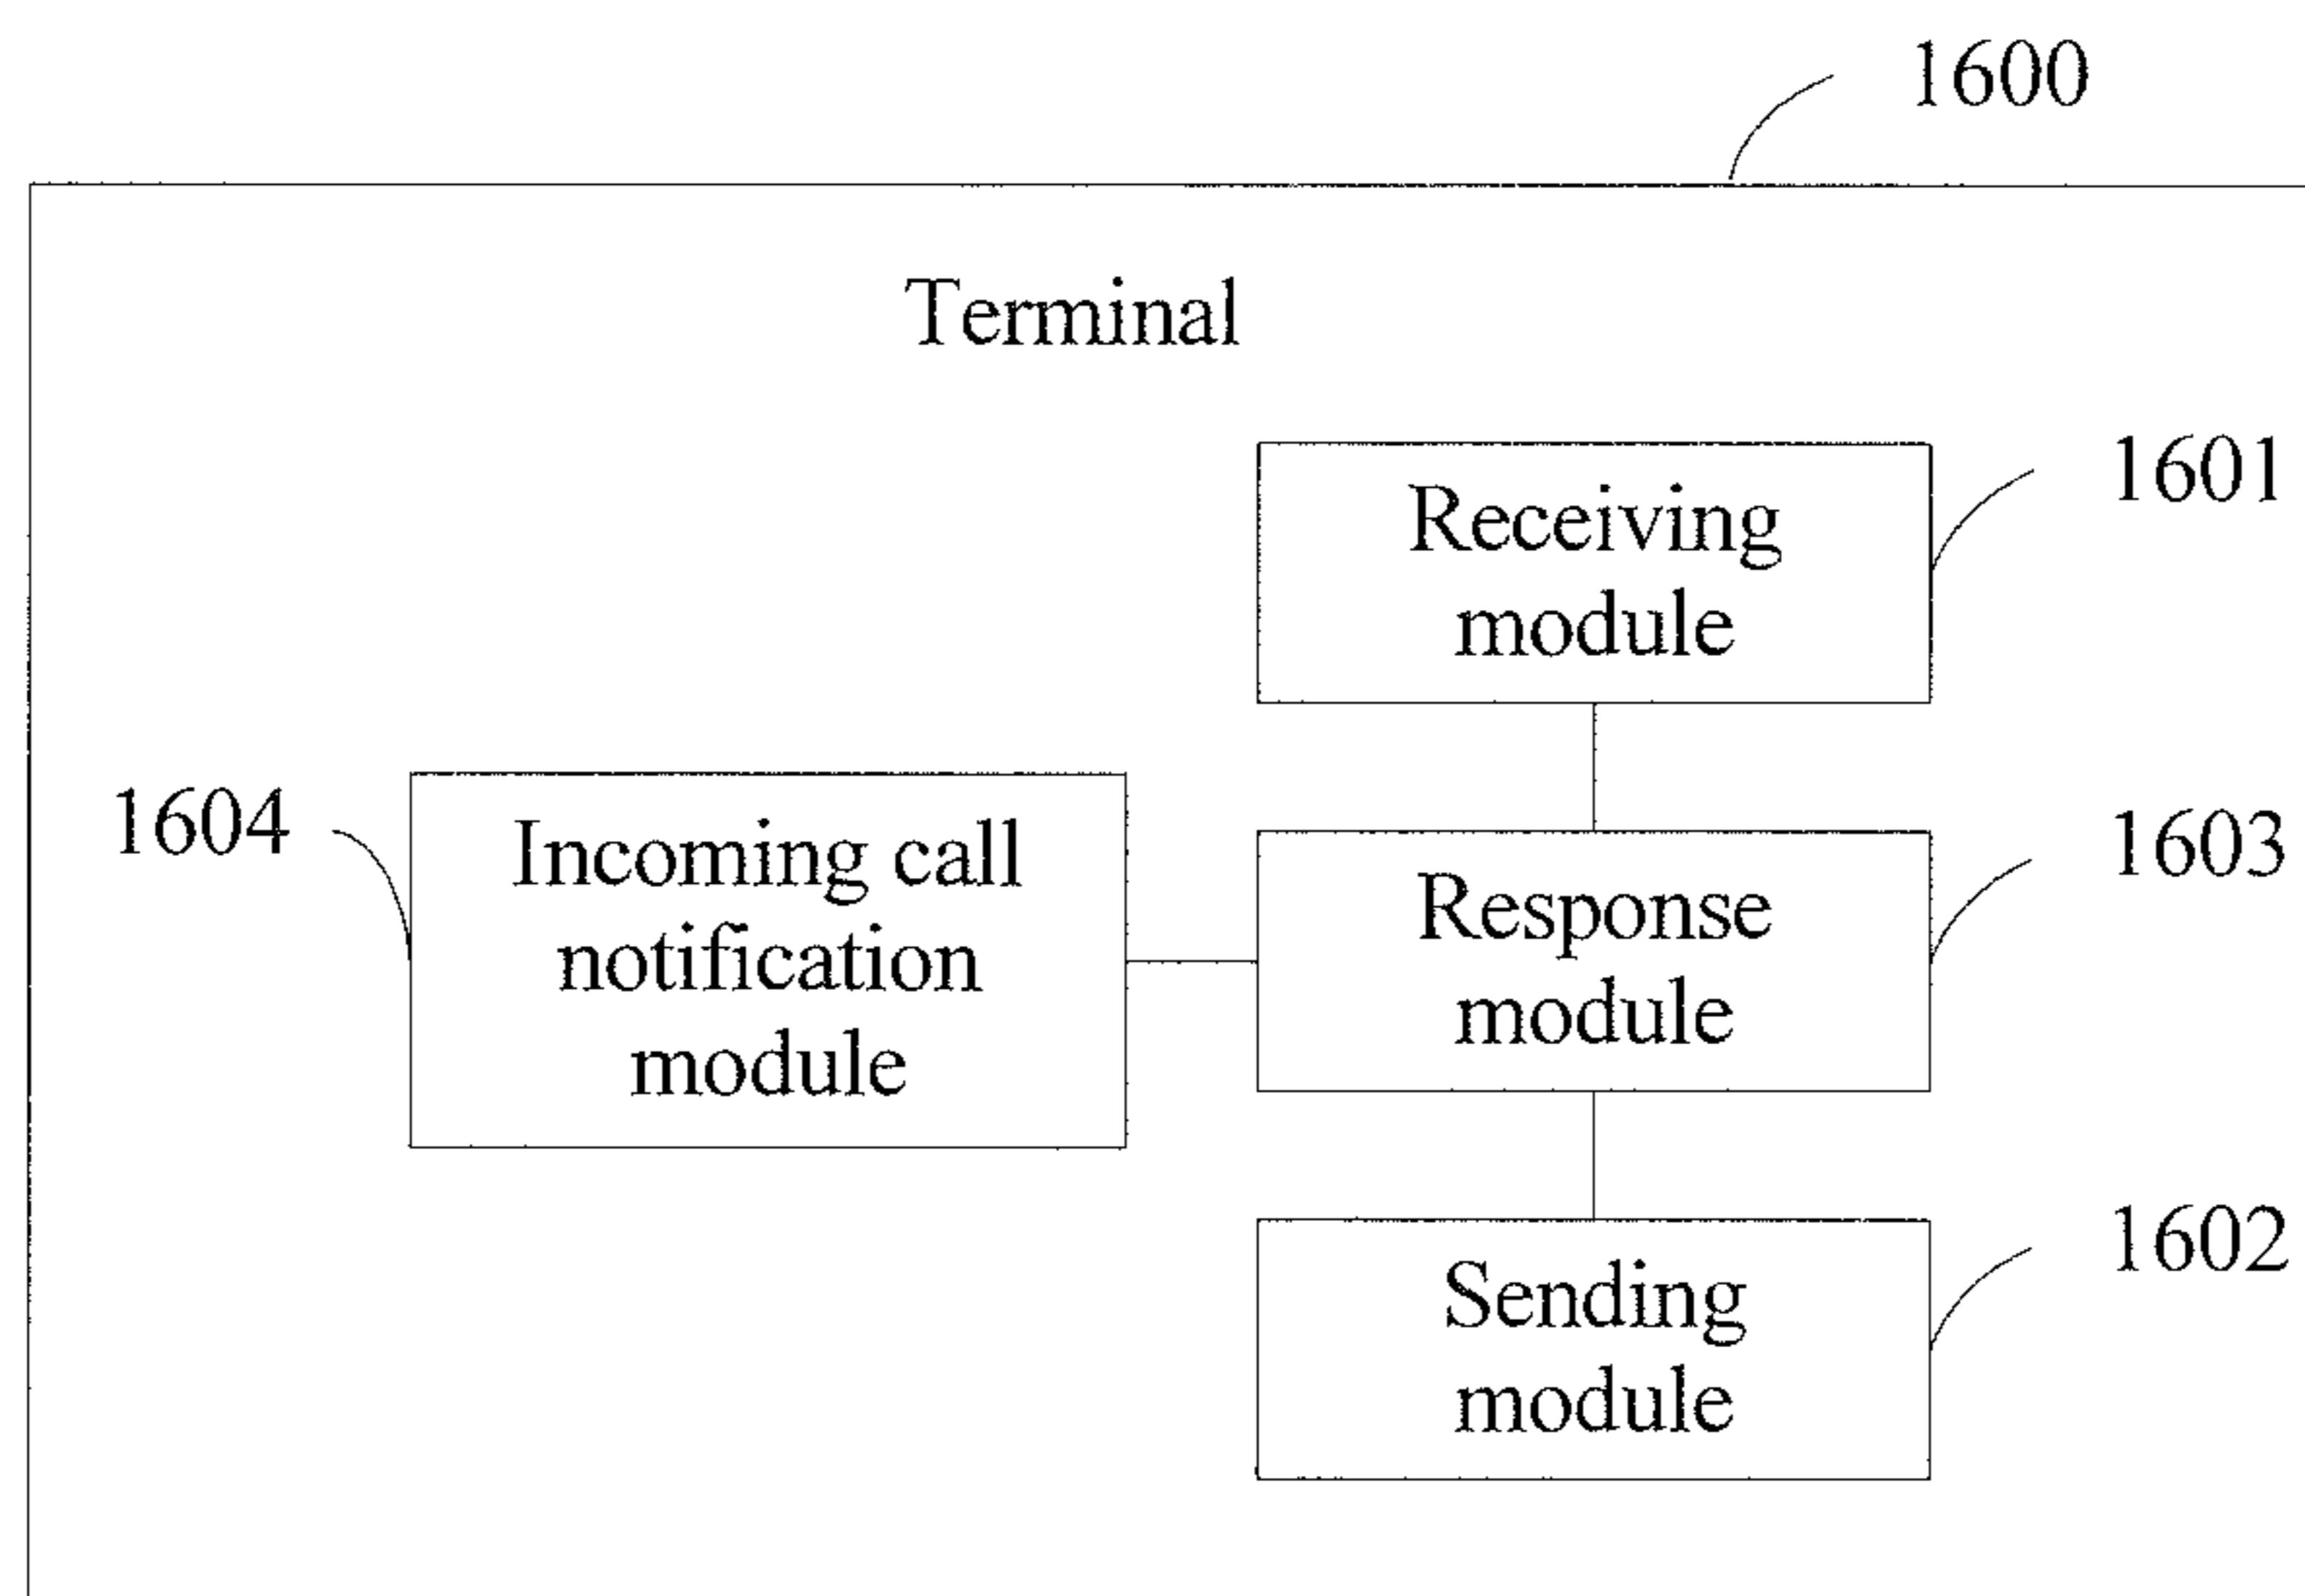 1600
Terminal
Receiving
module
1601
1604
Incoming call
notification
module
Response
module
1603
Sending
module
1602